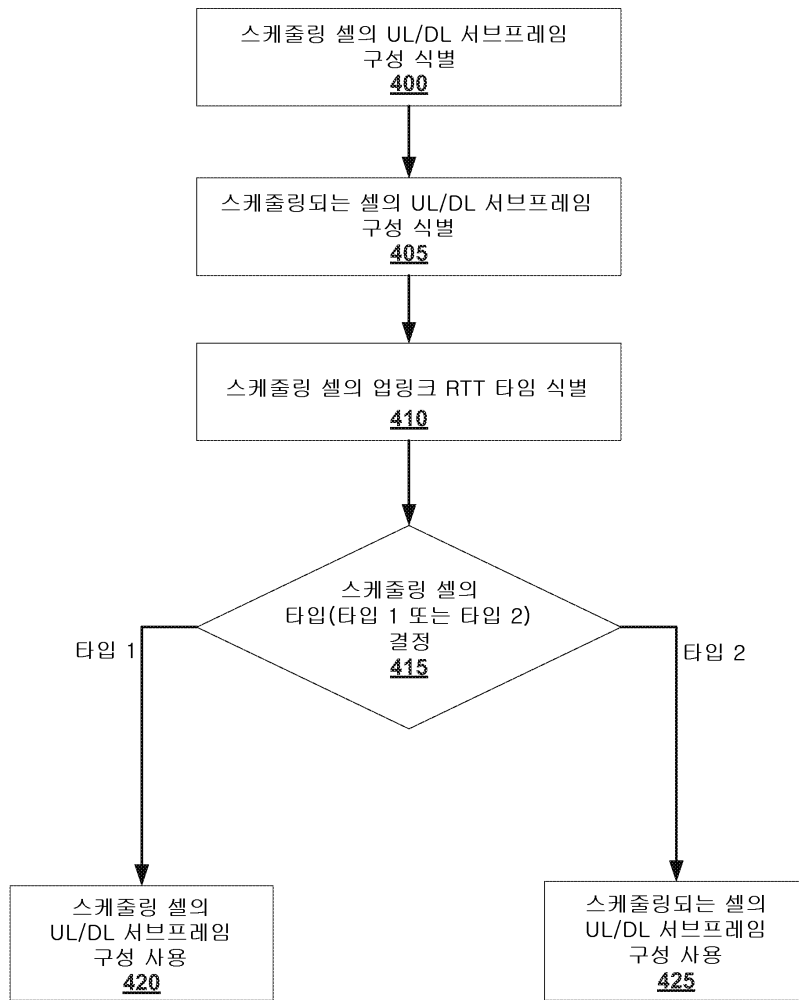 스케줄링 셀의 UL/DL 서브프레임
구성 식별
400
스케줄링되는 셀의 UL/DL 서브프레임
구성 식별
405
스케줄링 셀의 업링크 RTT 타임 식별
410
스케줄링 셀의
타입(타입 1 또는 타입 2)
결정
415
타입 1
타입 2
스케줄링 셀의
UL/DL 서브프레임
구성 사용
420
스케줄링되는 셀의
UL/DL 서브프레임
구성 사용
425